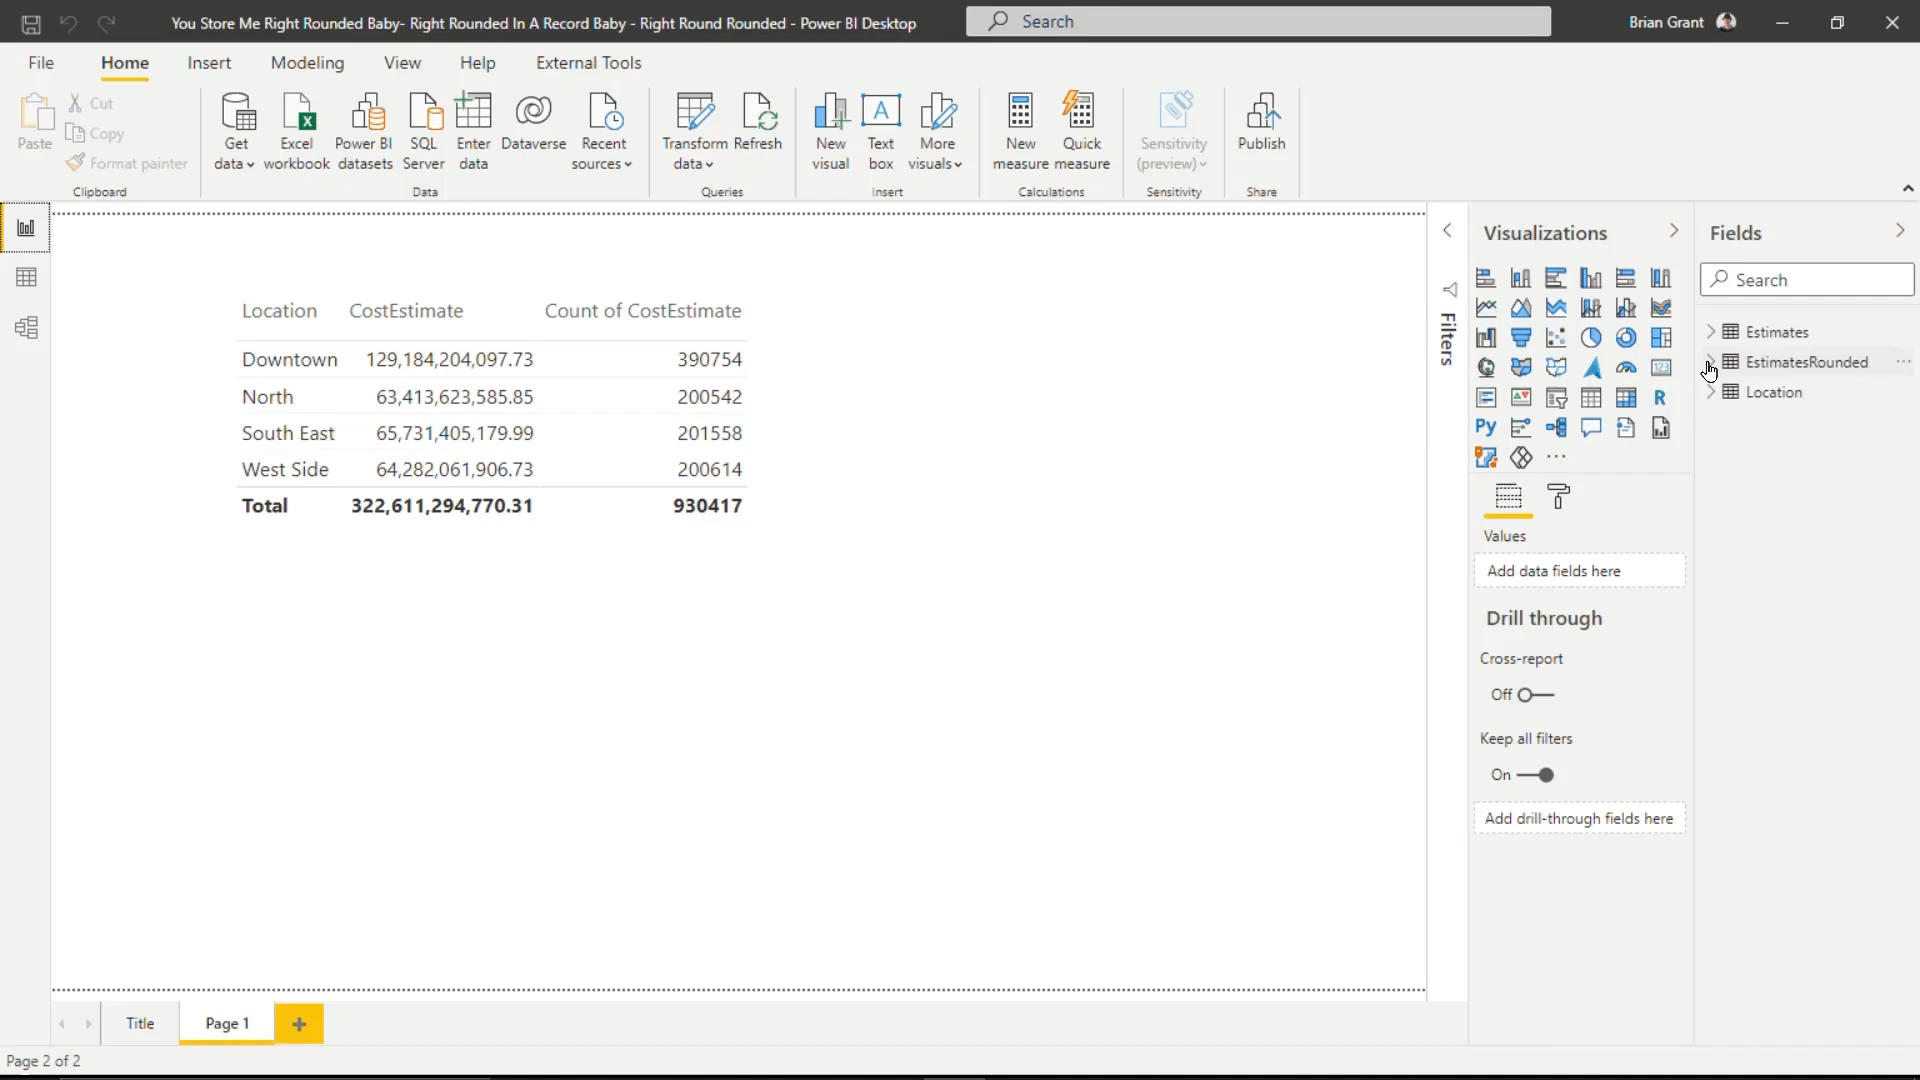 You Store Me Right Rounded Baby- Right Rounded In A Record Baby - Right Round Rounded - Power BI Desktop
Search
Brian Grant
File Home Insert Modeling View Help External Tools
Paste
Cut
Copy
Format painter
Clipboard
Get data
Excel workbook
Power BI datasets
SQL Server
Enter data
Dataverse
Recent sources
Data
Transform data
Refresh
Queries
New visual
Text box
More visuals
Insert
New measure
Quick measure
Calculations
Sensitivity (preview)
Sensitivity
Publish
Share
Location CostEstimate Count of CostEstimate
Downtown 129,184,204,097.73 390754
North 63,413,623,585.85 200542
South East 65,731,405,179.99 201558
West Side 64,282,061,906.73 200614
Total 322,611,294,770.31 930417
Filters
Visualizations
R
Py
Values
Add data fields here
Drill through
Cross-report
Off
Keep all filters
On
Add drill-through fields here
Fields
Search
Estimates
EstimatesRounded
Location
Title
Page 1
Page 2 of 2